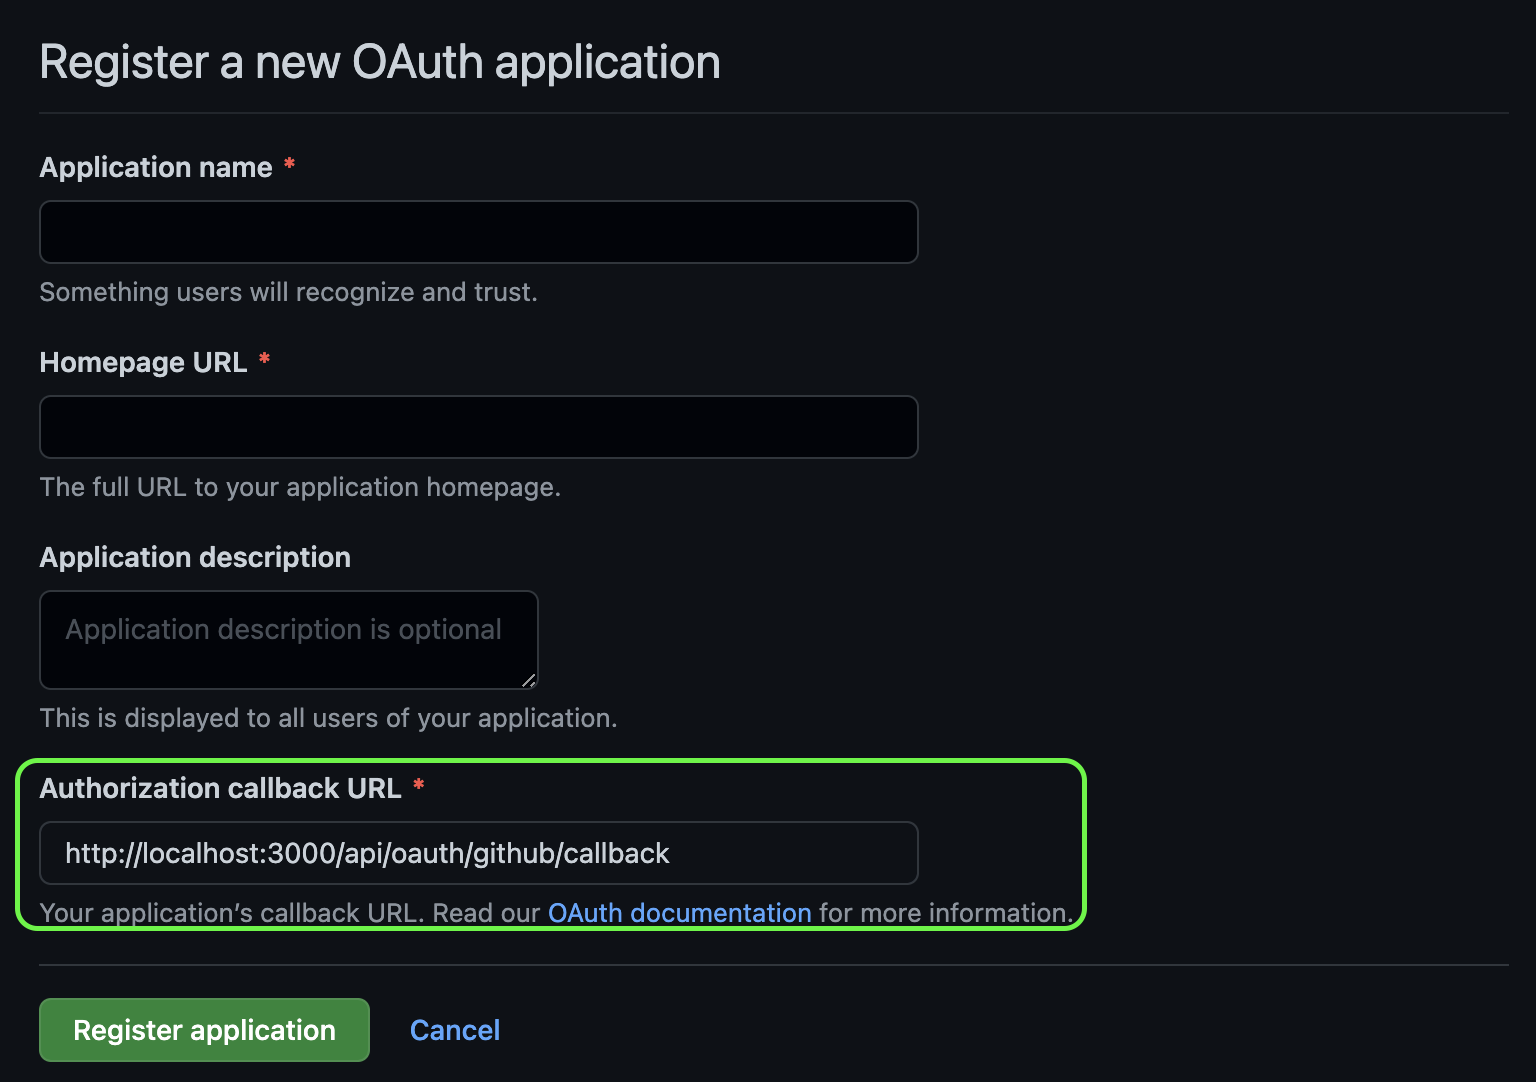 Register a new OAuth application
Application name *
Something users will recognize and trust.
Homepage URL *
The full URL to your application homepage.
Application description
Application description is optional
This is displayed to all users of your application.
Authorization callback URL *
http://localhost:3000/api/oauth/github/callback
Your application’s callback URL. Read our OAuth documentation for more information.
Register application Cancel